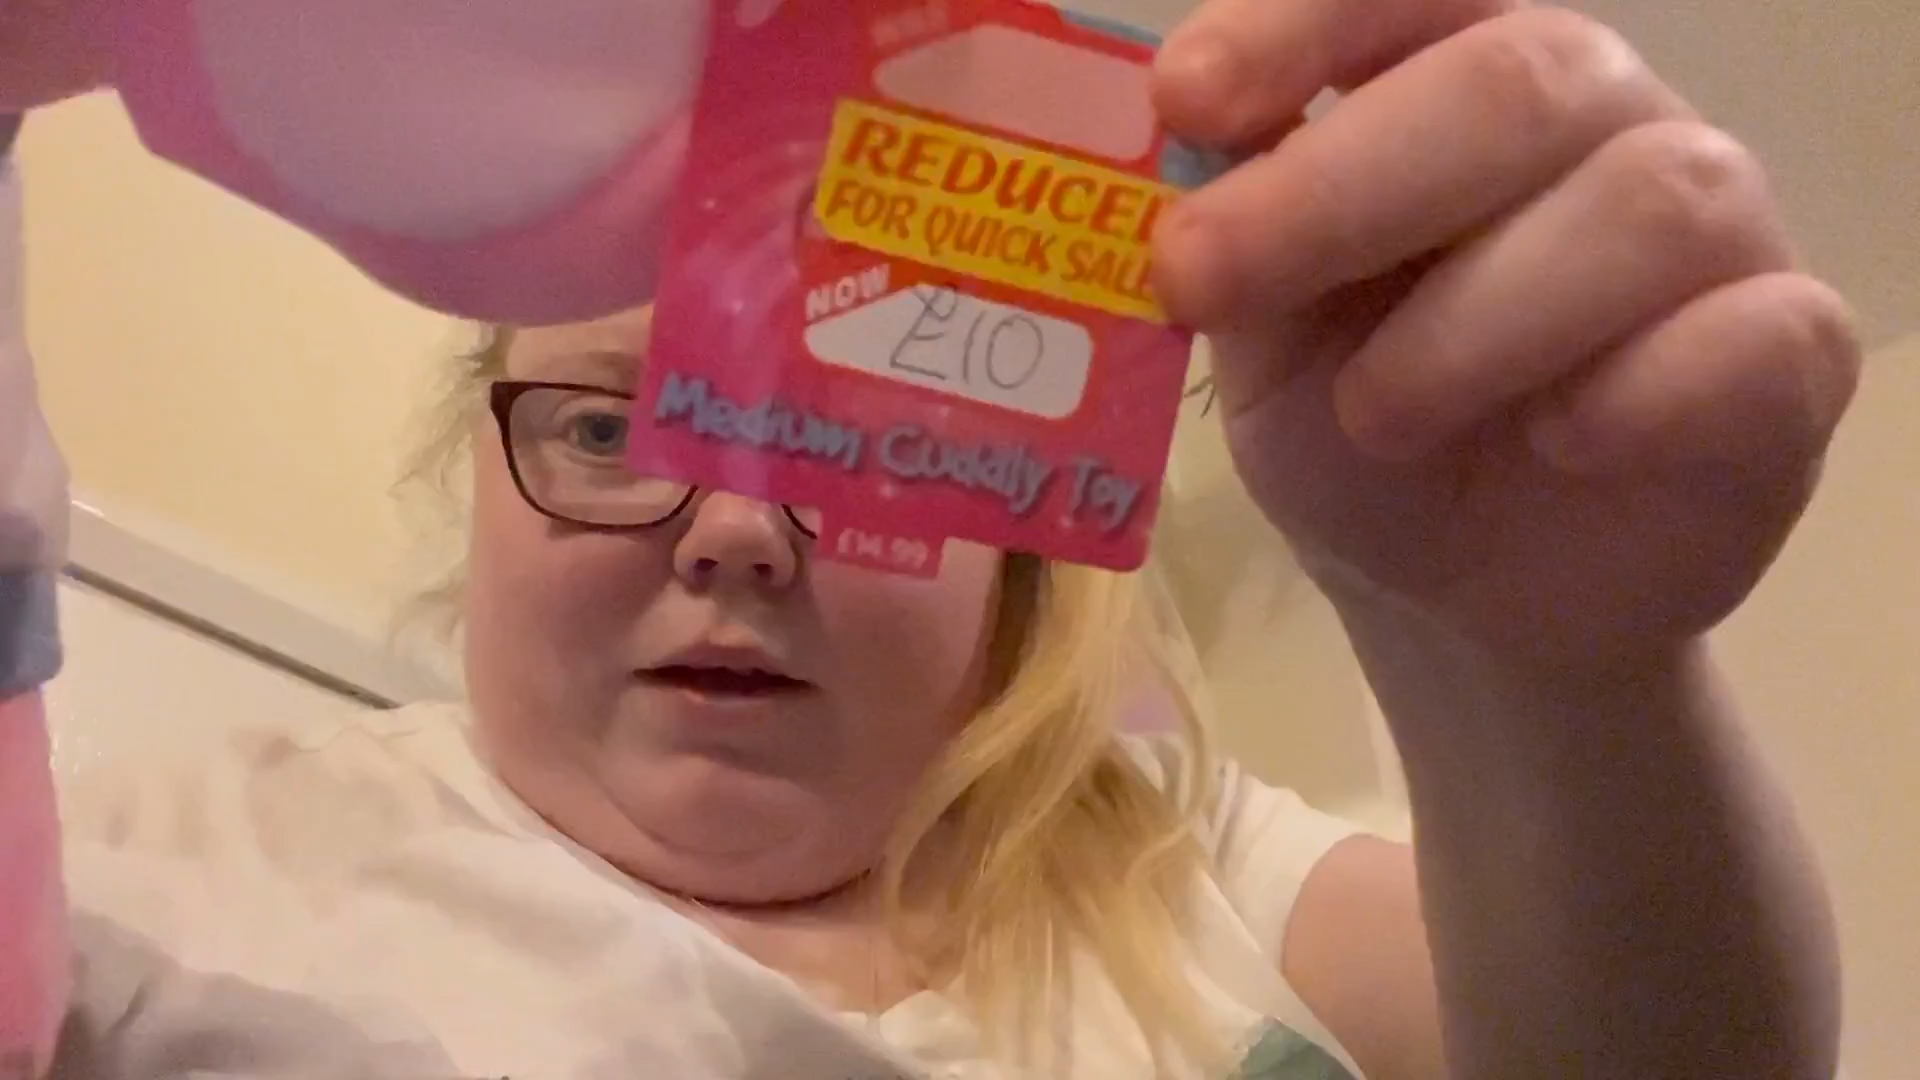 REDUCED
FOR QUICK SALE
NOW
£10
Medium Cuddly Toy
£14.99